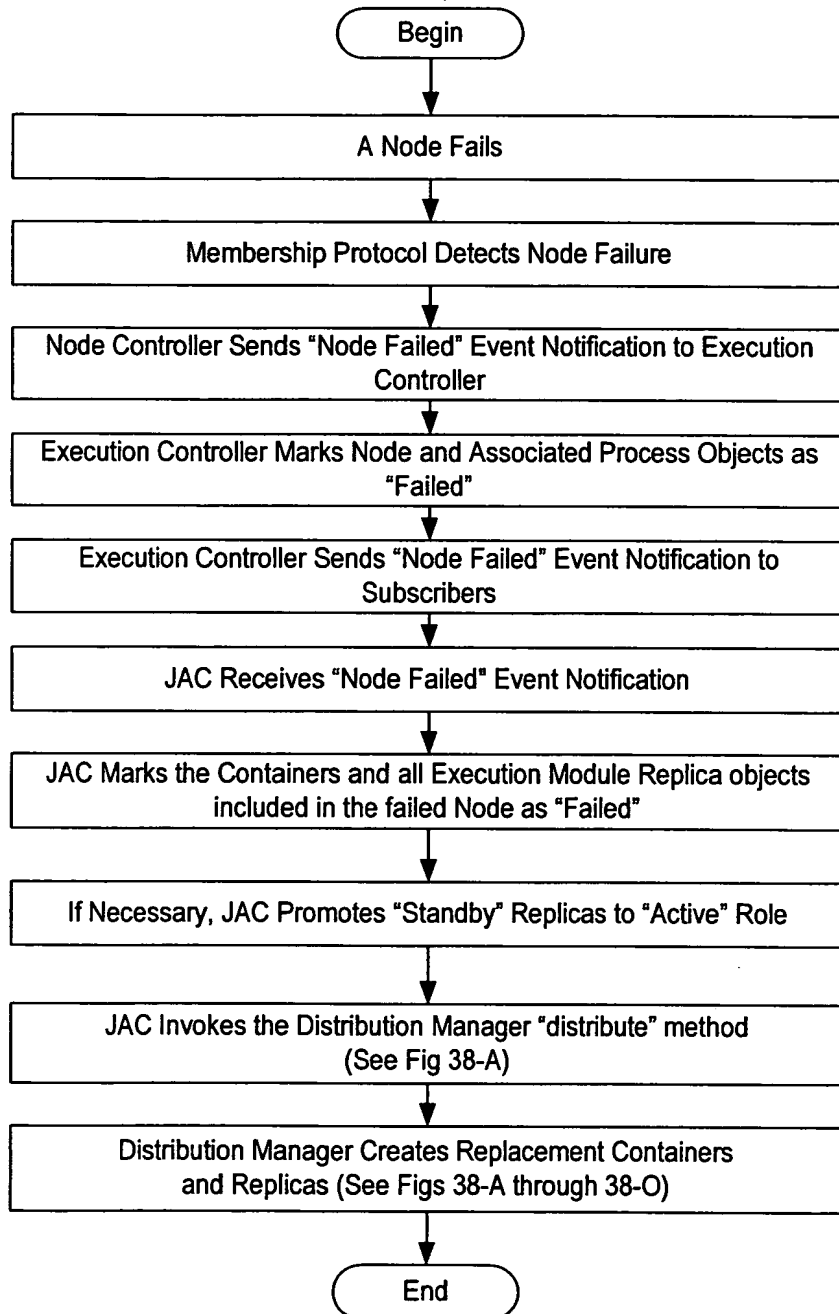 Begin
A Node Fails
Membership Protocol Detects Node Failure
Node Controller Sends “Node Failed” Event Notification to Execution
Controller
Execution Controller Marks Node and Associated Process Objects as
“Failed”
Execution Controller Sends “Node Failed” Event Notification to
Subscribers
JAC Receives “Node Failed” Event Notification
JAC Marks the Containers and all Execution Module Replica objects
included in the failed Node as “Failed”
If Necessary, JAC Promotes “Standby” Replicas to “Active” Role
JAC Invokes the Distribution Manager “distribute” method
(See Fig 38-A)
Distribution Manager Creates Replacement Containers
and Replicas (See Figs 38-A through 38-O)
End